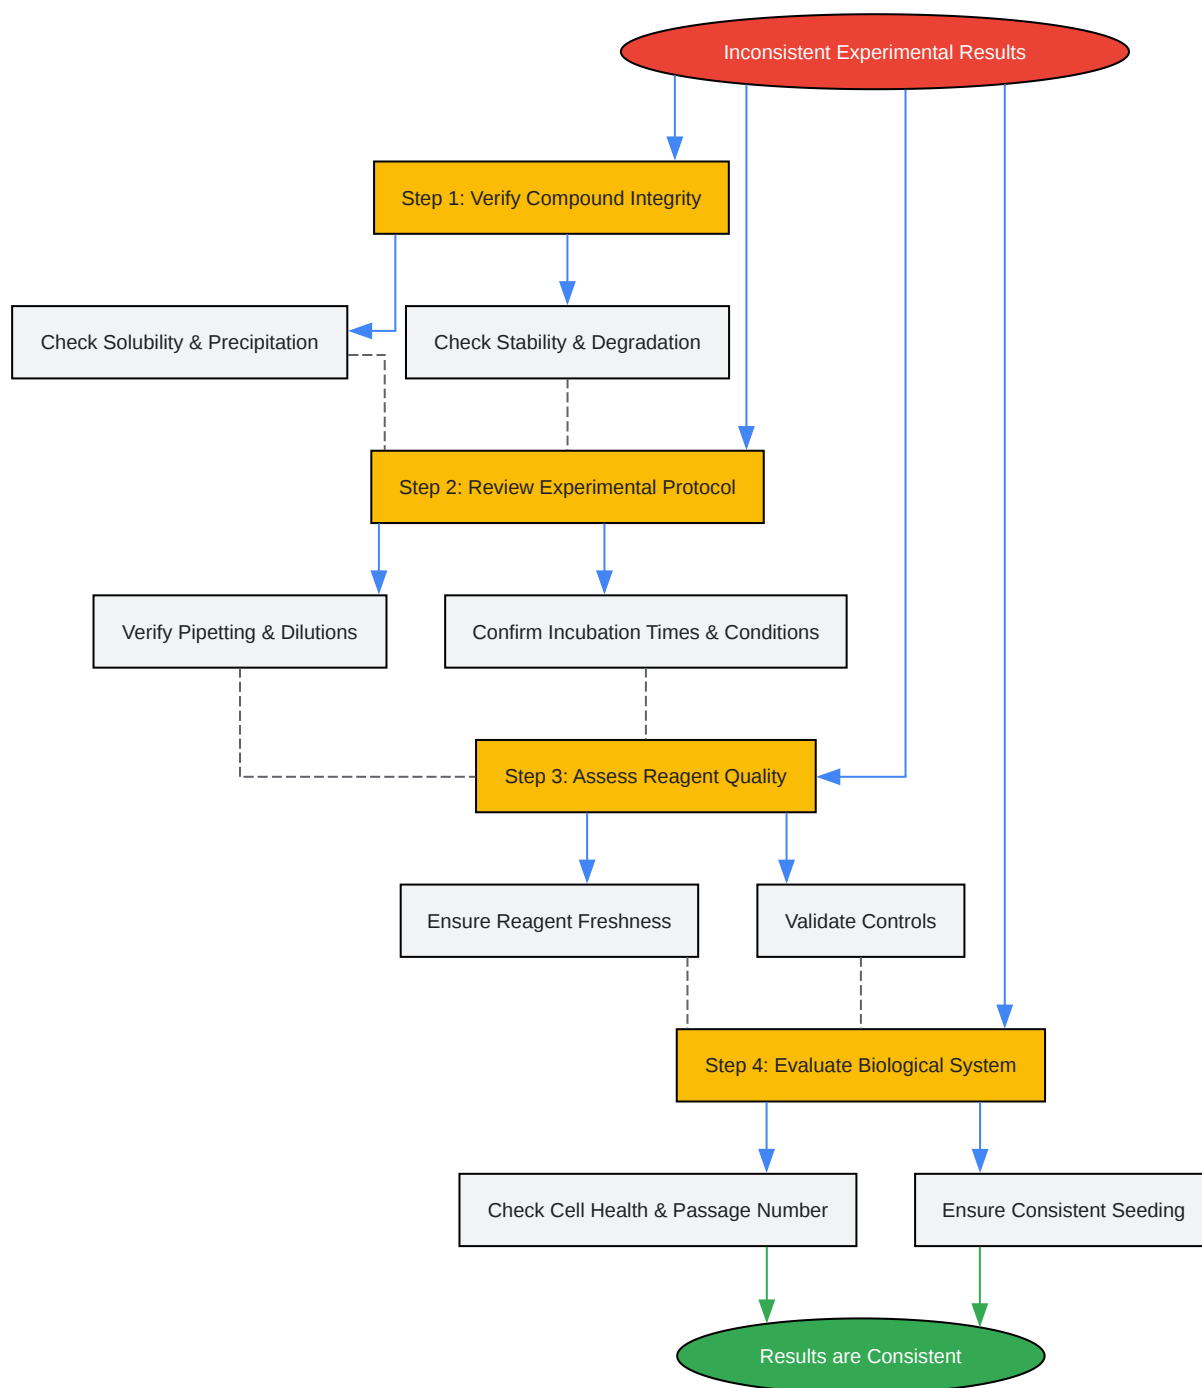 Inconsistent Experimental Results
Step 1: Verify Compound Integrity
Check Solubility & Precipitation
Check Stability & Degradation
Step 2: Review Experimental Protocol
Verify Pipetting & Dilutions
Confirm Incubation Times & Conditions
Step 3: Assess Reagent Quality
Ensure Reagent Freshness
Validate Controls
Step 4: Evaluate Biological System
Check Cell Health & Passage Number
Ensure Consistent Seeding
Results are Consistent